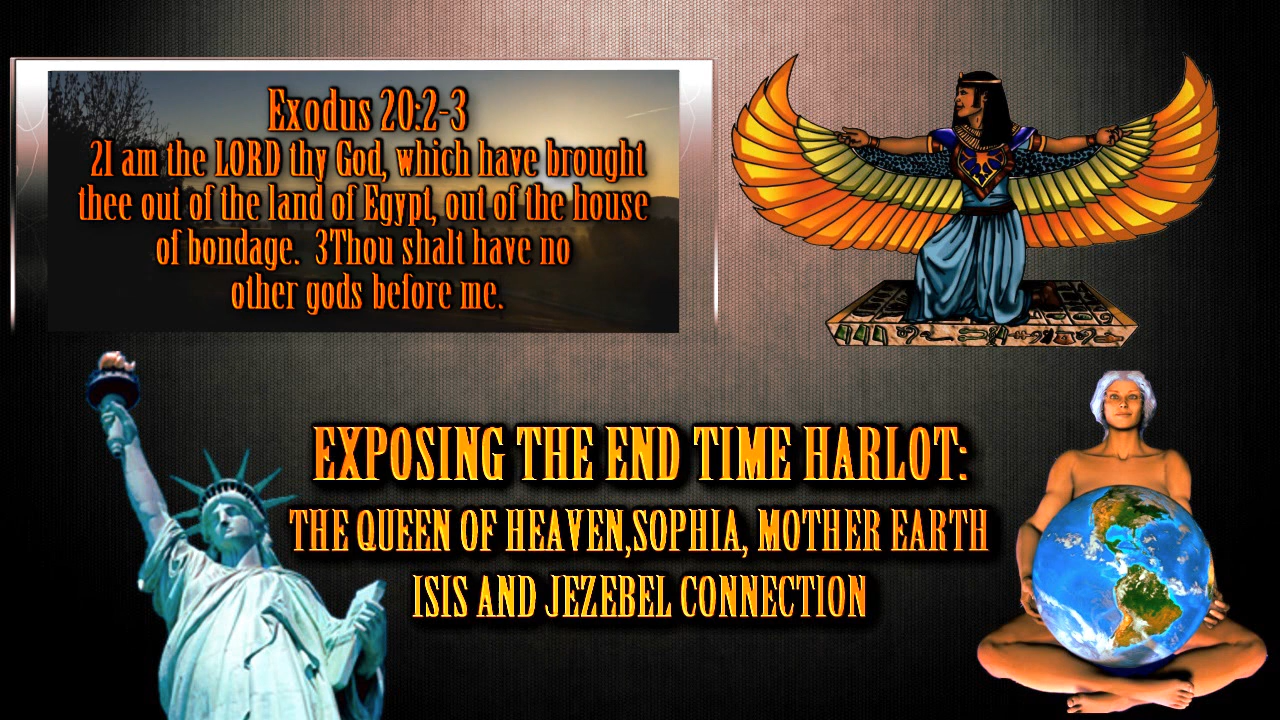 Exodus 20:2-3
2I am the LORD thy God, which have brought
thee out of the land of Egypt, out of the house
of bondage. 3Thou shalt have no
other gods before me.
EXPOSING THE END TIME HARLOT:
THE QUEEN OF HEAVEN,SOPHIA, MOTHER EARTH
ISIS AND JEZEBEL CONNECTION